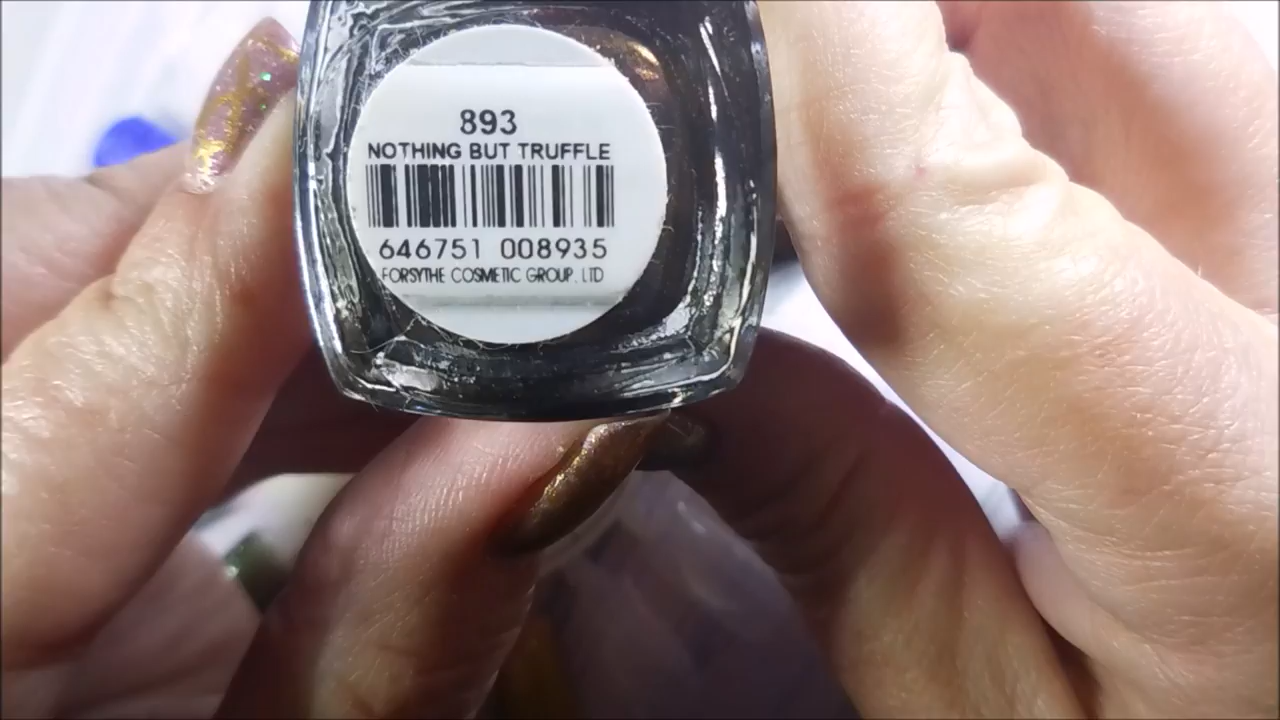 893
NOTHING BUT TRUFFLE
646751 008935
FORSYTHE COSMETIC GROUP, LTD